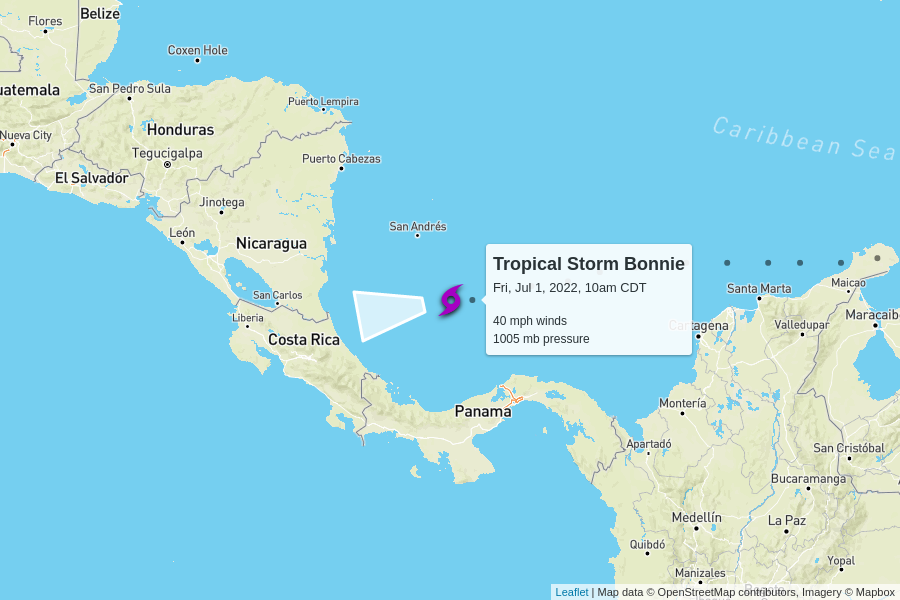 Belize
Flores
Coxen Hole
uatemala
San Pedro Sula
Puerto Lempira
Caribbean Sea
Nueva City
Honduras
Tegucigalpa
Puerto Cabezas
El Salvador
Jinotega
León
San Andrés
Nicaragua
Tropical Storm Bonnie
Fri, Jul 1, 2022, 10am CDT
40 mph winds
1005 mb pressure
San Carlos
Santa Marta
Maicao
Liberia
Cartagena
Valledupar
Maracaib
Costa Rica
Panama
Montería
Apartadó
San Cristóbal
Bucaramanga
Medellín
La Paz
Quibdó
Yopal
Manizales
Leaflet | Map data © OpenStreetMap contributors, Imagery © Mapbox